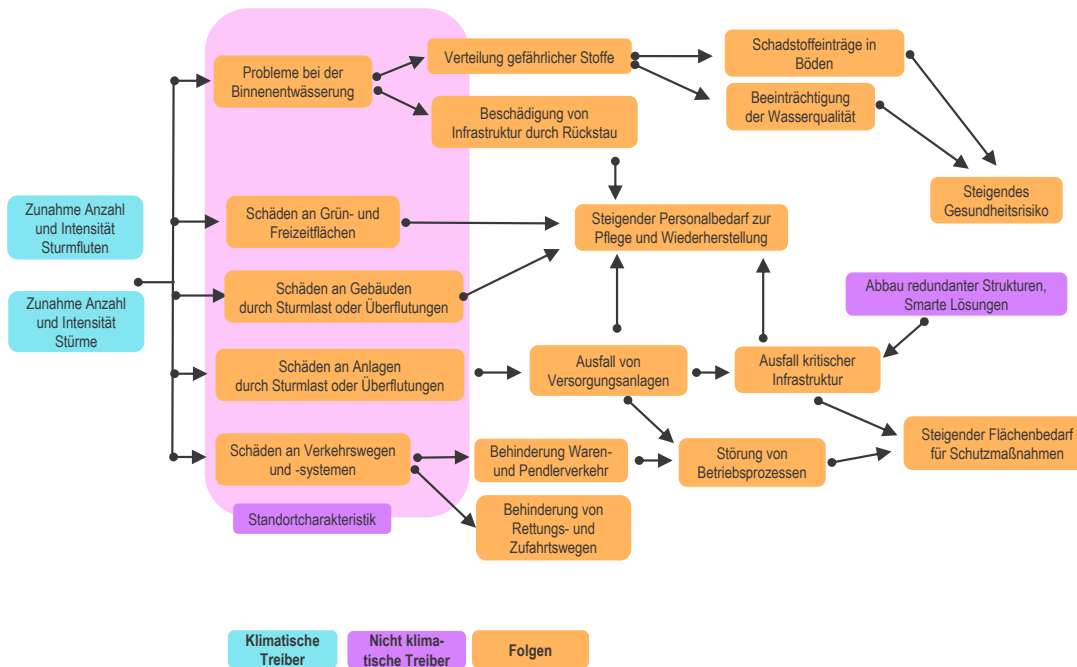 Zunahme Anzahl
und Intensität
Sturmfluten
Zunahme Anzahl
und Intensität
Stürme
Probleme bei der
Binnenentwässerung
Schäden an Grün- und
Freizeitflächen
Schäden an Gebäuden
durch Sturmlast oder Überflutungen
Schäden an Anlagen
durch Sturmlast oder Überflutungen
Schäden an Verkehrswegen
und -systemen
Standortcharakteristik
Verteilung gefährlicher Stoffe
Beschädigung von
Infrastruktur durch Rückstau
Steigender Personalbedarf zur
Pflege und Wiederherstellung
Ausfall von
Versorgungsanlagen
Behinderung Waren-
und Pendlerverkehr
Behinderung von
Rettungs- und
Zufahrtswegen
Schadstoffeinträge in
Böden
Beeinträchtigung
der Wasserqualität
Steigendes
Gesundheitsrisiko
Abbau redundanter Strukturen,
Smarte Lösungen
Ausfall kritischer
Infrastruktur
Störung von
Betriebsprozessen
Steigender Flächenbedarf
für Schutzmaßnahmen
Klimatische
Treiber
Nicht klima-
tische Treiber
Folgen